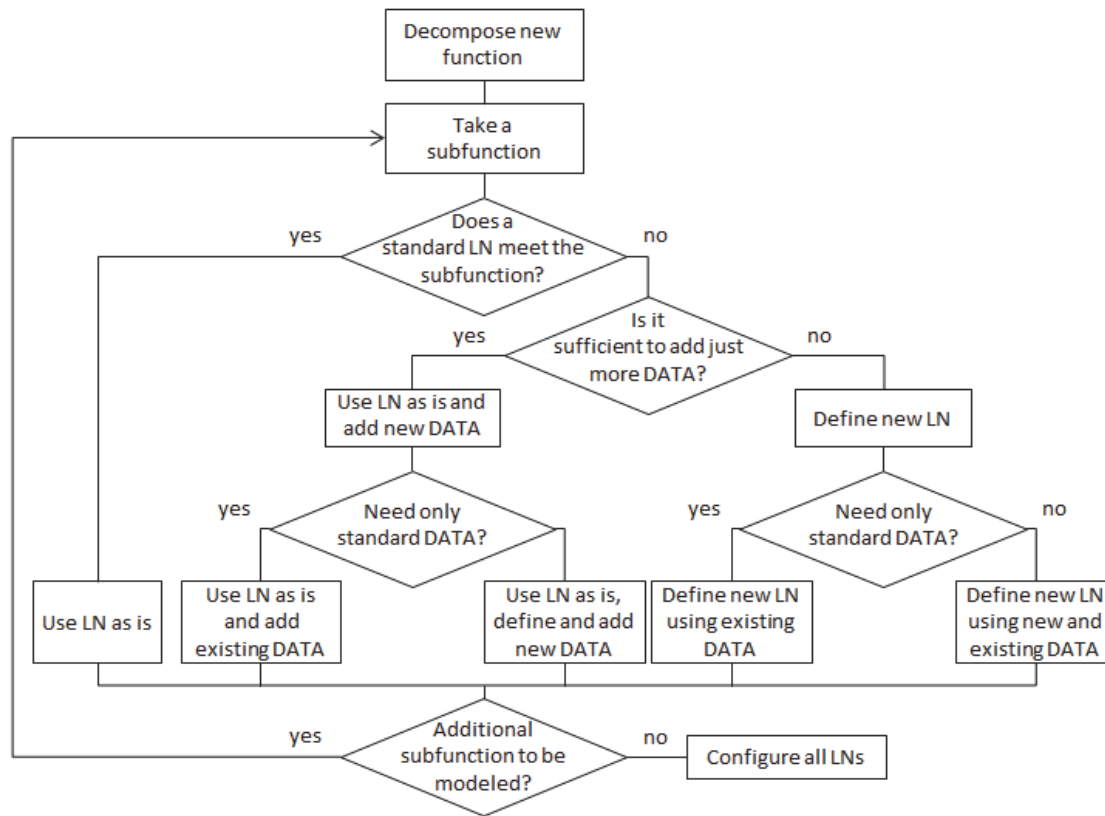 Decompose new
function
Take a
subfunction
Does a
standard LN meet the
subfunction?
yes
no
Is it
sufficient to add just
more DATA?
yes
no
Use LN as is and
add new DATA
Define new LN
Need only
standard DATA?
yes
Need only
standard DATA?
yes
no
Use LN as is
Use LN as is
and add
existing DATA
Use LN as is,
define and add
new DATA
Define new LN
using existing
DATA
Define new LN
using new and
existing DATA
Additional
subfunction to be
modeled?
yes
no
Configure all LNs